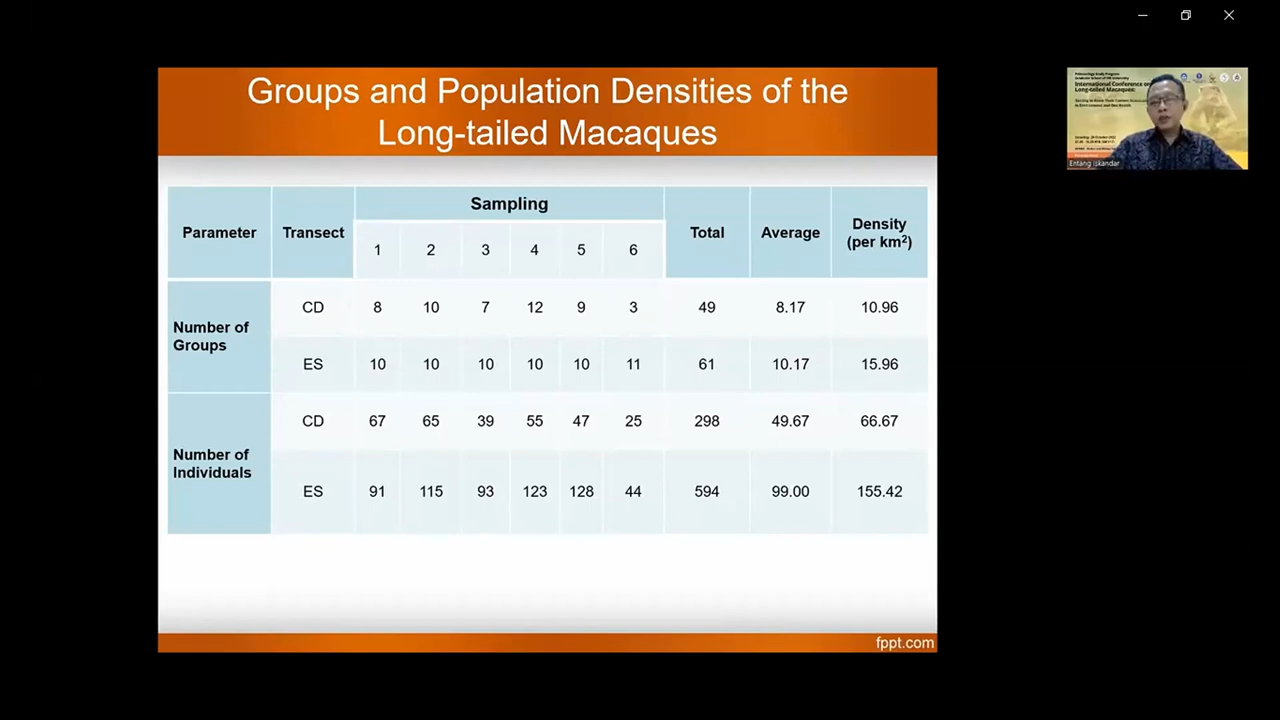 Groups and Population Densities of the
Long-tailed Macaques
Parameter Transect Sampling Total Average Density
(per km²)
1 2 3 4 5 6
Number of
Groups
CD 8 10 7 12 9 3 49 8.17 10.96
ES 10 10 10 10 10 11 61 10.17 15.96
Number of
Individuals
CD 67 65 39 55 47 25 298 49.67 66.67
ES 91 115 93 123 128 44 594 99.00 155.42
fppt.com
International Conference on
Long-tailed Macaques:
Entang Iskandar